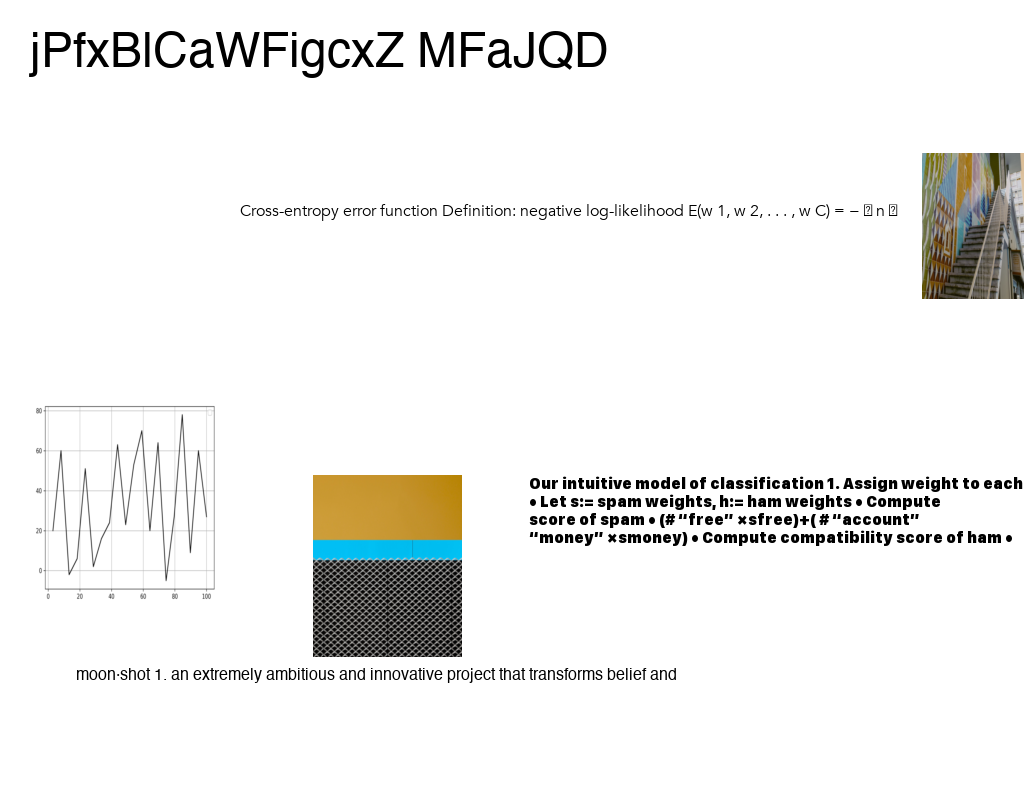 jPfxBlCaWFigcxZ MFaJQD
Cross-entropy error function Definition: negative log-likelihood E(w 1, w 2, . . . , w C) = − n
80
60
40
20
0
0 20 40 60 80 100
Our intuitive model of classification 1. Assign weight to each
• Let s:= spam weights, h:= ham weights • Compute
score of spam • (# “free” ×sfree)+( # “account”
“money” ×smoney) • Compute compatibility score of ham •
moon·shot 1. an extremely ambitious and innovative project that transforms belief and